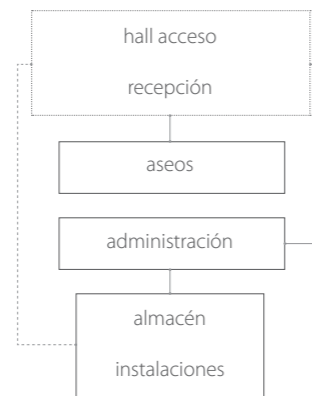 hall acceso
recepción
aseos
administración
almacén
instalaciones